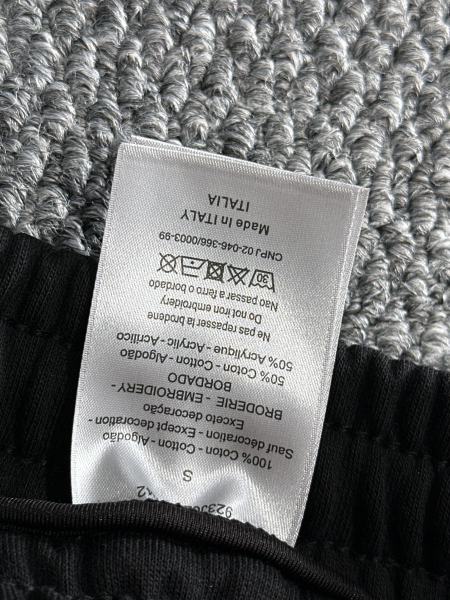 S
100% Coton - Cotton - Algodão
Sauf décoration - Except decoration -
Exceto decoração
BRODERIE - EMBROIDERY -
BORDADO
50% Coton - Cotton - Algodão
50% Acrylique - Acrylic - Acrílico
Ne pas repasser la broderie
Do not iron embroidery
Não passar a ferro o bordado
30
CNPJ 02-046-366/0003-99
Made In ITALY
ITALIA